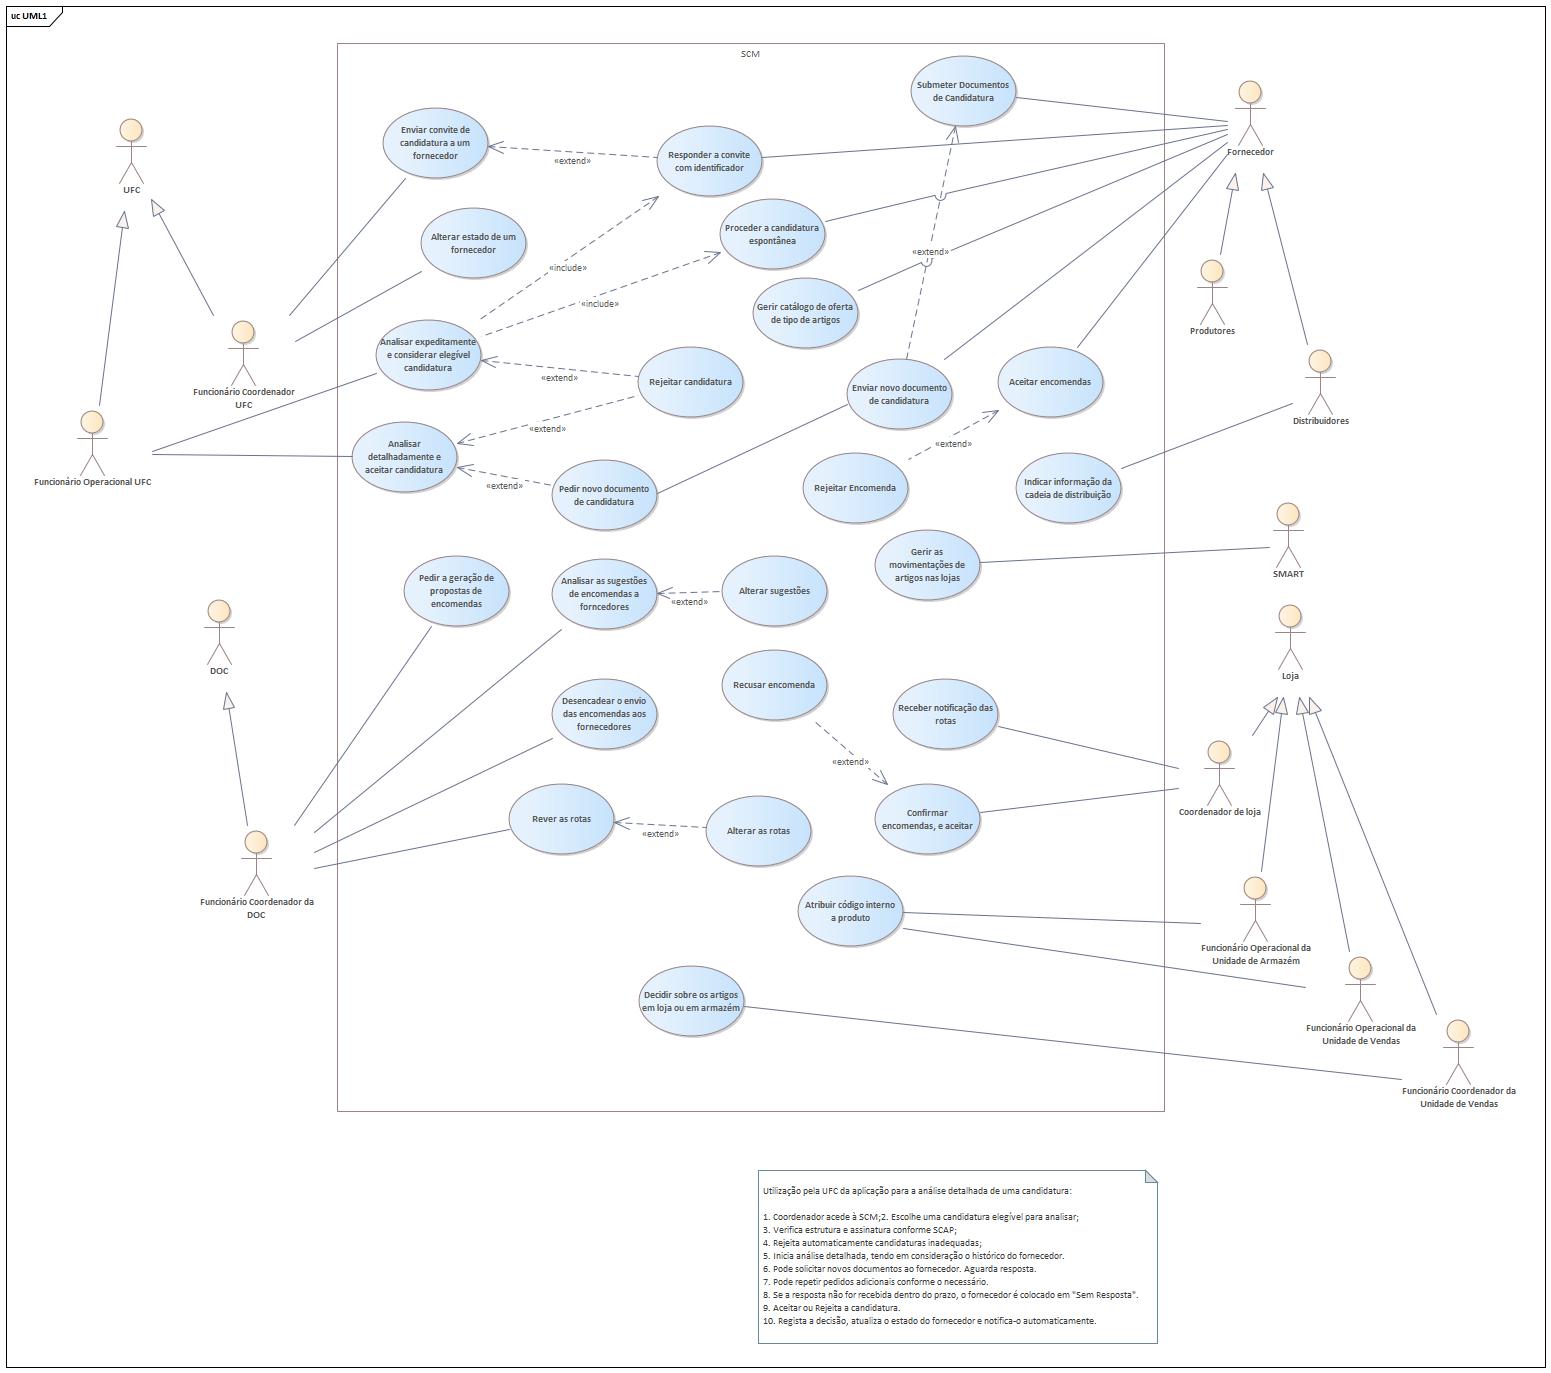 uc UML1
SCM
Submeter Documentos
de Candidatura
Fornecedor
UFC
Enviar convite de
candidatura a um
fornecedor
«extend»
Responder a convite
com identificador
Alterar estado de um
fornecedor
Proceder a candidatura
espontânea
«extend»
«include»
«include»
Gerir catálogo de oferta
de tipo de artigos
Produtores
Funcionário Coordenador
UFC
Analisar expeditamente
e considerar elegível
candidatura
«extend»
Rejeitar candidatura
Enviar novo documento
de candidatura
Aceitar encomendas
Distribuidores
«extend»
«extend»
Funcionário Operacional UFC
Analisar
detalhadamente e
aceitar candidatura
«extend»
Pedir novo documento
de candidatura
Rejeitar Encomenda
Indicar informação da
cadeia de distribuição
Gerir as
movimentações de
artigos nas lojas
SMART
Pedir a geração de
propostas de
encomendas
Analisar as sugestões
de encomendas a
forncedores
«extend»
Alterar sugestões
DOC
Loja
Recusar encomenda
Desencadear o envio
das encomendas aos
fornecedores
Receber notificação das
rotas
«extend»
Rever as rotas
«extend»
Alterar as rotas
Confirmar
encomendas, e aceitar
Coordenador de loja
Funcionário Coordenador da
DOC
Atribuir código interno
a produto
Funcionário Operacional da
Unidade de Armazém
Decidir sobre os artigos
em loja ou em armazém
Funcionário Operacional da
Unidade de Vendas
Funcionário Coordenador da
Unidade de Vendas
Utilização pela UFC da aplicação para a análise detalhada de uma candidatura:
1. Coordenador acede à SCM;2. Escolhe uma candidatura elegível para analisar;
3. Verifica estrutura e assinatura conforme SCAP;
4. Rejeita automaticamente candidaturas inadequadas;
5. Inicia análise detalhada, tendo em consideração o histórico do fornecedor.
6. Pode solicitar novos documentos ao fornecedor. Aguarda resposta.
7. Pode repetir pedidos adicionais conforme o necessário.
8. Se a resposta não for recebida dentro do prazo, o fornecedor é colocado em "Sem Resposta".
9. Aceitar ou Rejeita a candidatura.
10. Regista a decisão, atualiza o estado do fornecedor e notifica-o automaticamente.